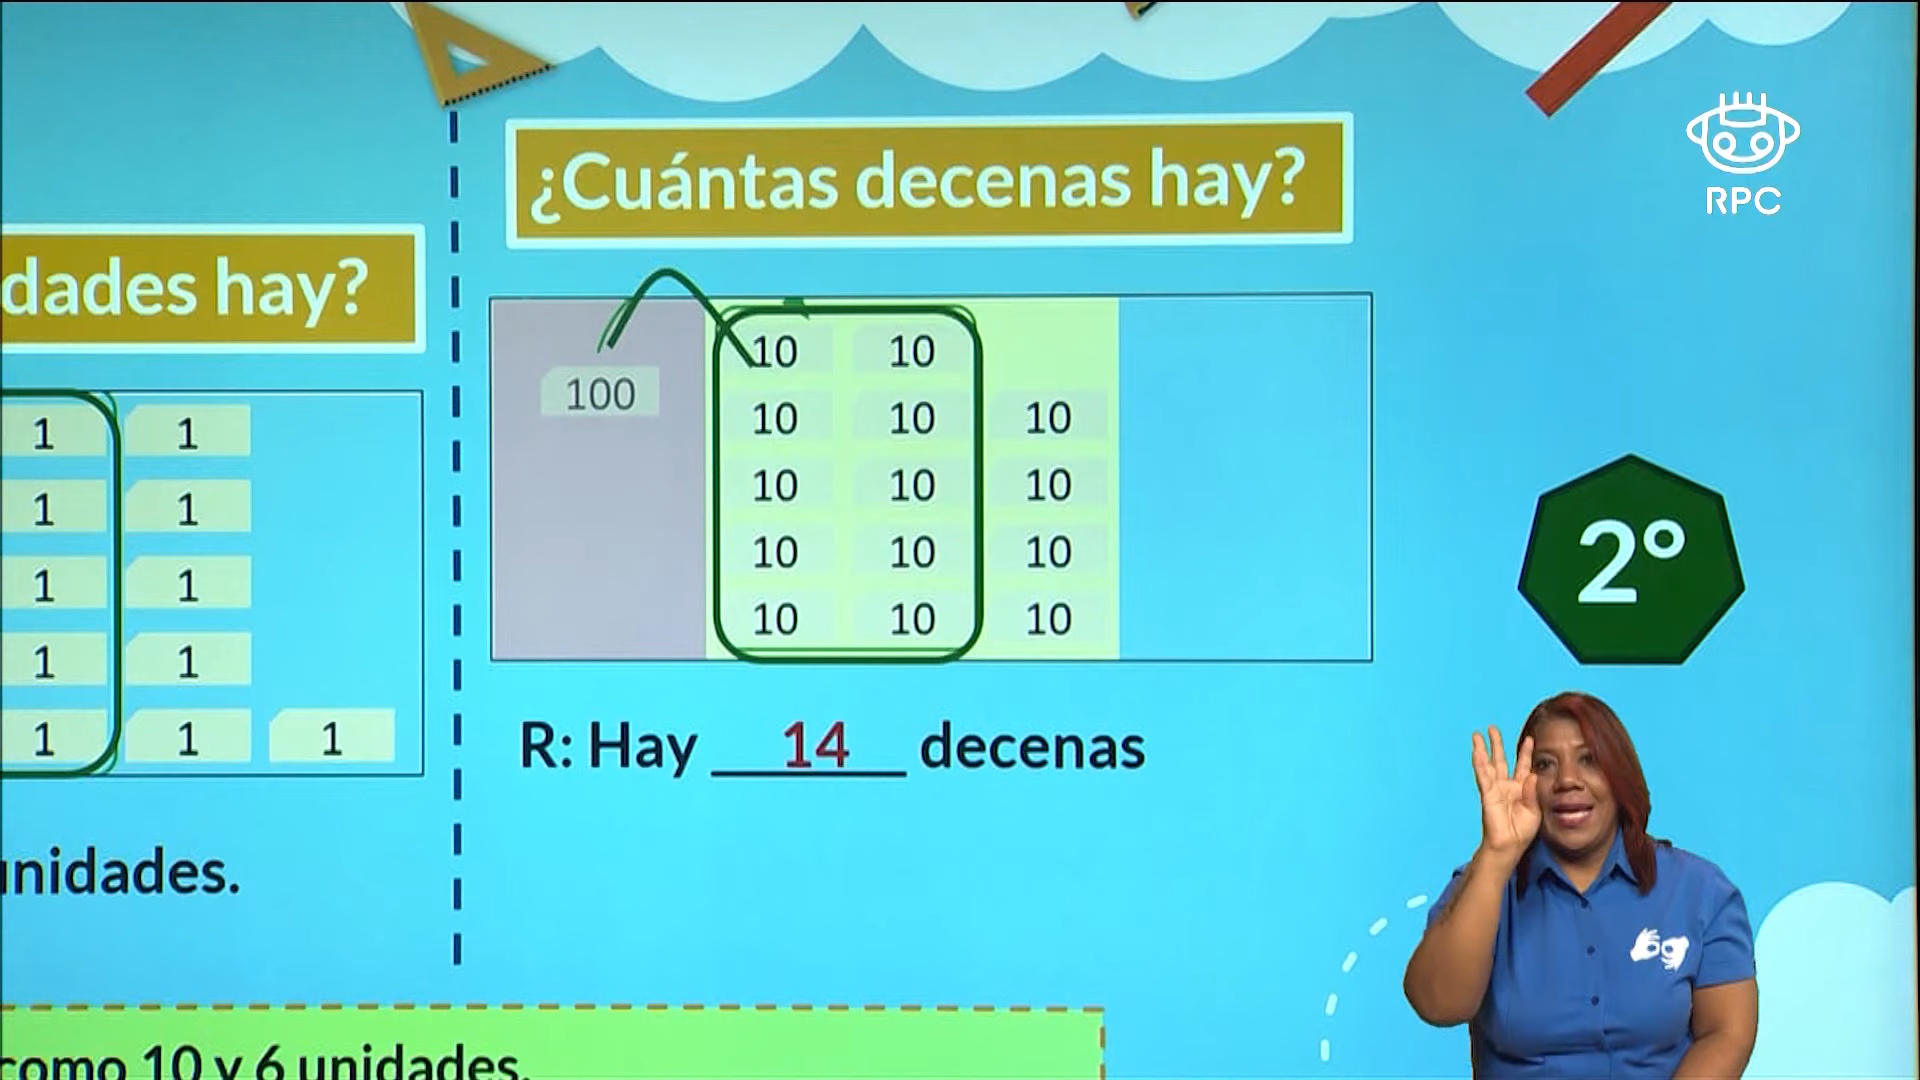 ¿Cuántas decenas hay?
RPC
dades hay?
10 10
100
10 10 10
10 10 10
10 10 10
10 10 10
1 1
1 1
1 1
1 1
1 1 1
2°
R: Hay 14 decenas
unidades.
como 10 y 6 unidades.